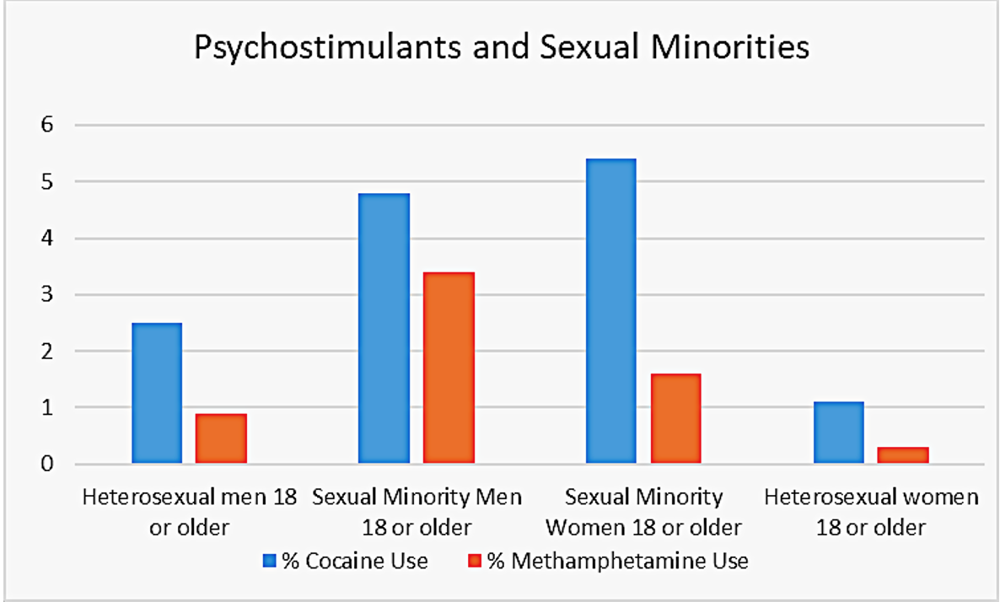 Psychostimulants and Sexual Minorities
6
5
4
3
2
1
0
Heterosexual men 18
or older
Sexual Minority Men
18 or older
Sexual Minority
Women 18 or older
Heterosexual women
18 or older
% Cocaine Use
% Methamphetamine Use